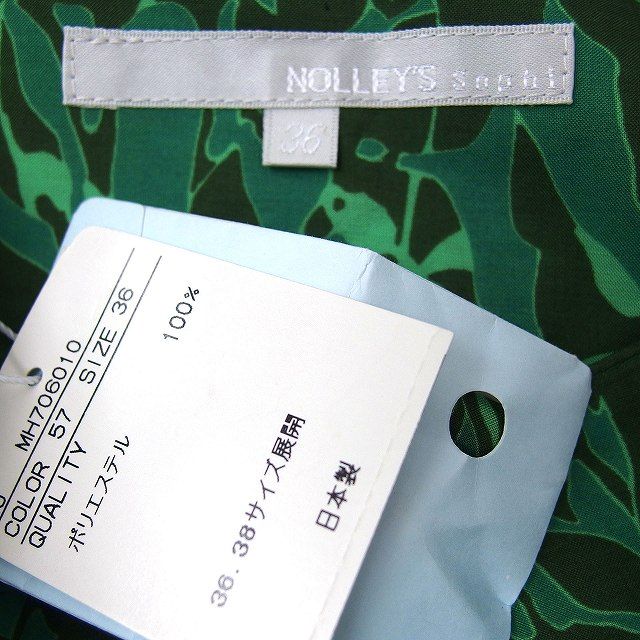 NOLLEY'S Sophi
36
MH706010
COLOR 57 SIZE 36
QUALITY
ポリエステル 100%
36.38サイズ展開
日本製